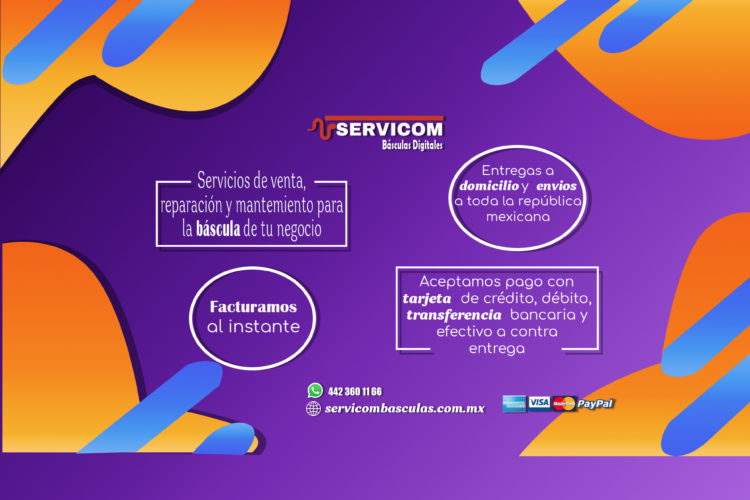 SERVICOM
Básculas Digitales
Servicios de venta,
reparación y mantemiento para
la báscula de tu negocio
Entregas a
domicilio y envíos
a toda la república
mexicana
Facturamos
al instante
Aceptamos pago con
tarjeta de crédito, débito,
transferencia bancaria y
efectivo a contra
entrega
442 360 11 66
servicombasculas.com.mx
VISA MasterCard PayPal